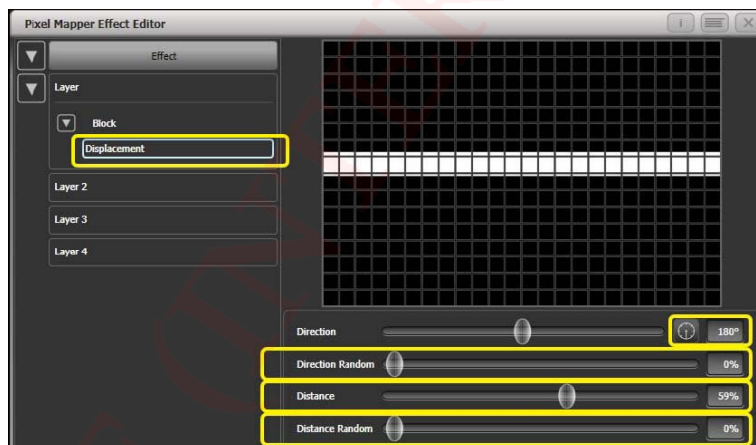 Pixel Mapper Effect Editor
Effect
Layer
Block
Displacement
Layer 2
Layer 3
Layer 4
Direction 180°
Direction Random 0%
Distance 59%
Distance Random 0%